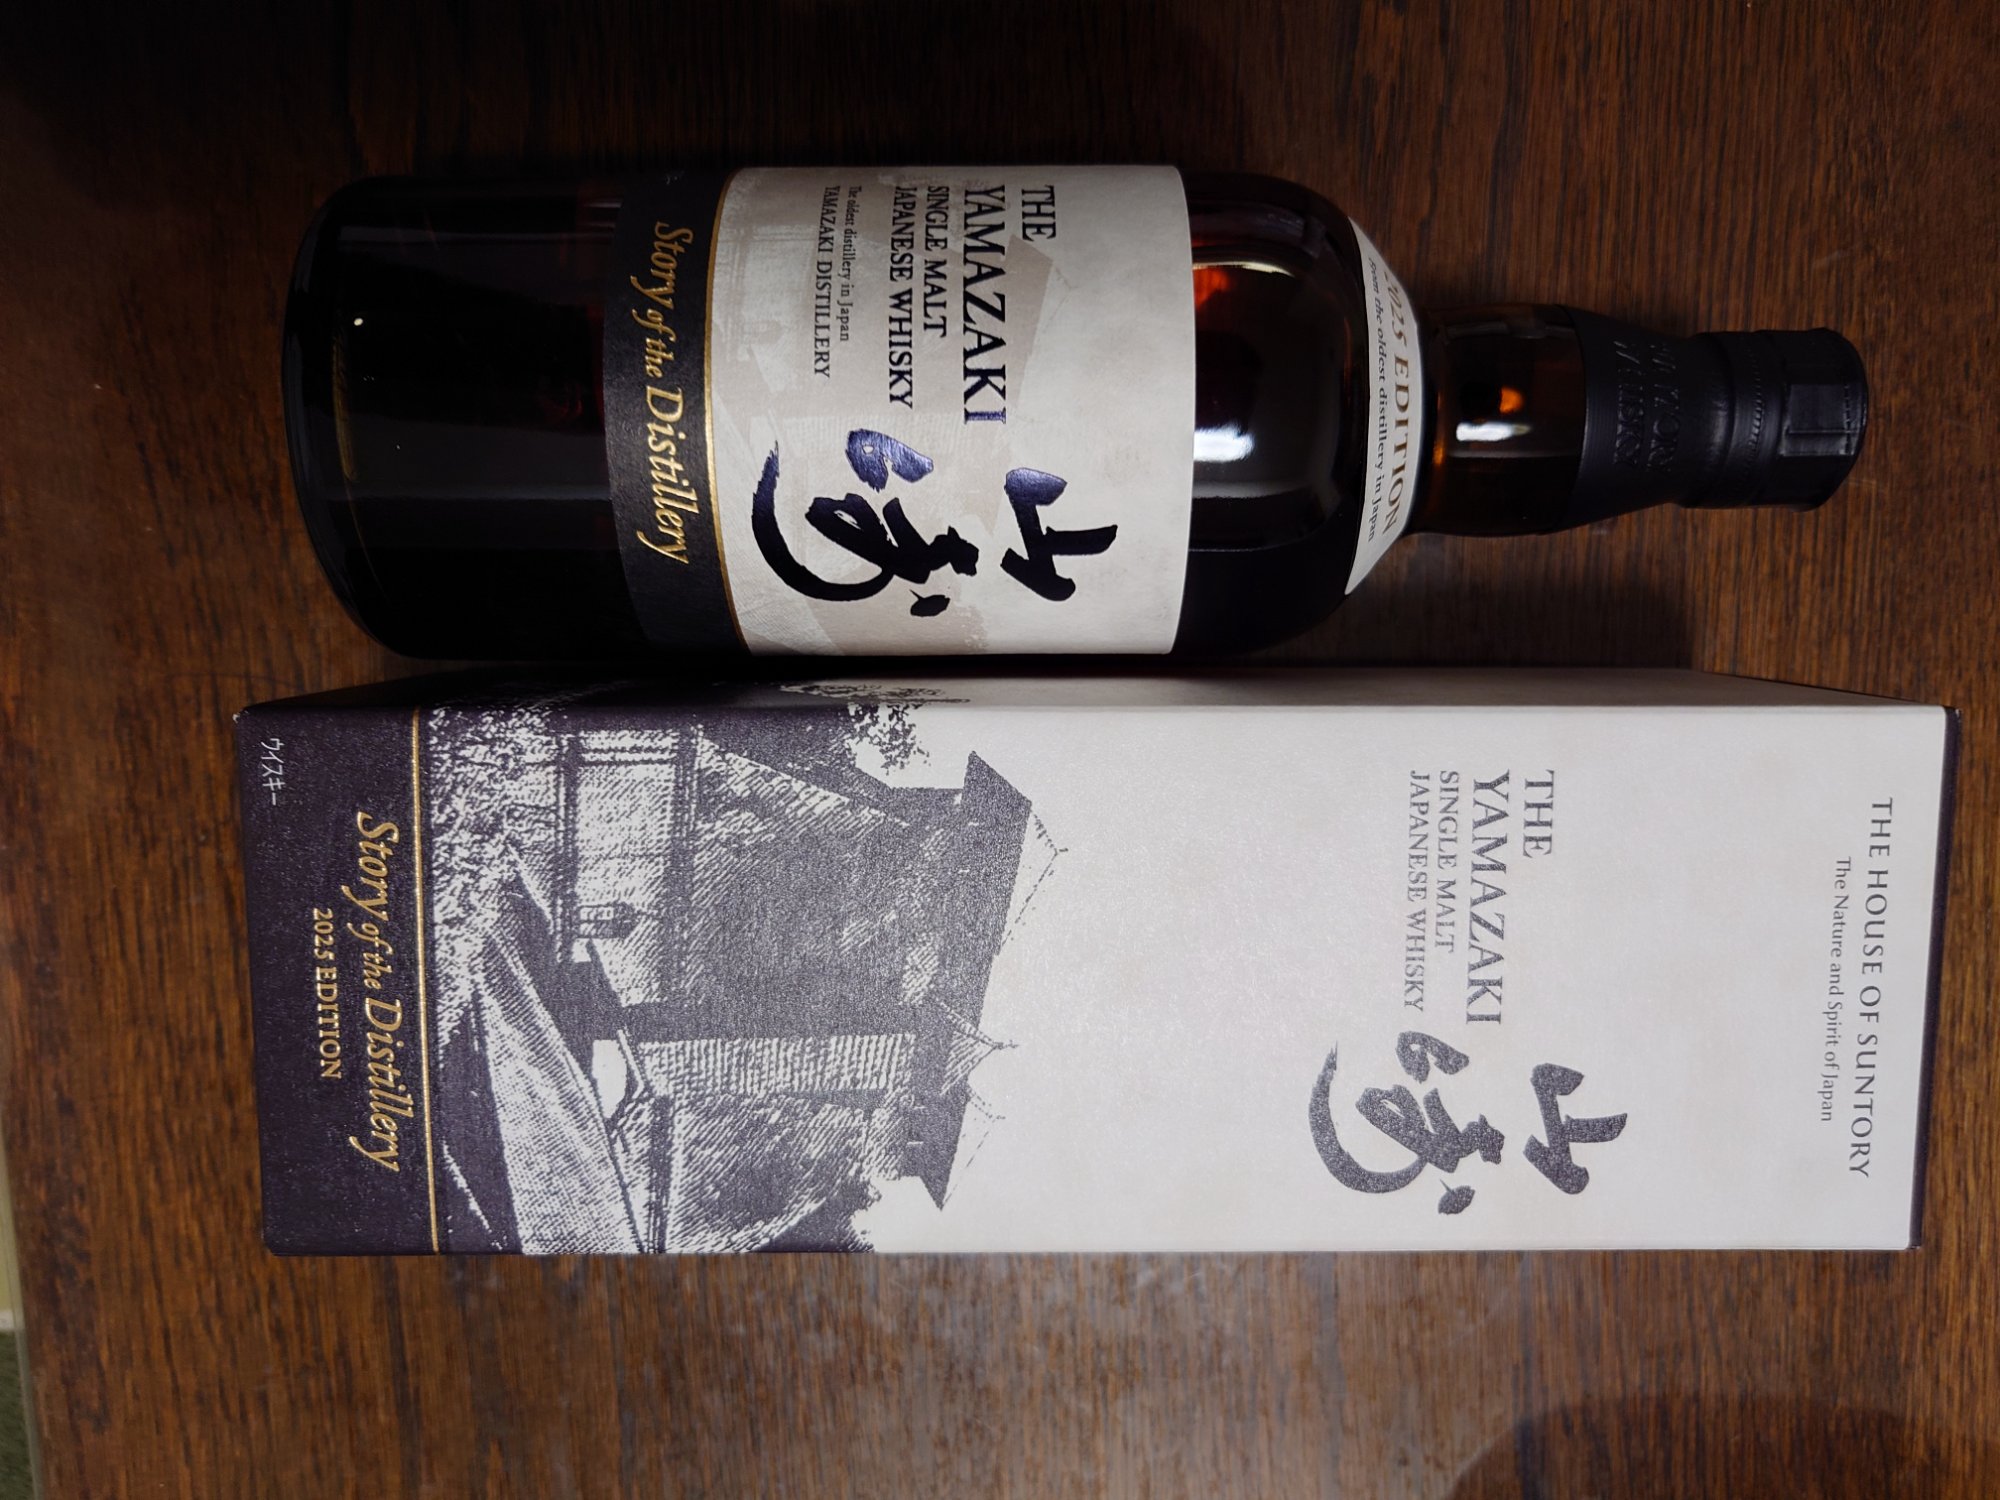 2025 EDITION
From the oldest distillery in Japan
THE
YAMAZAKI
SINGLE MALT
JAPANESE WHISKY
The oldest distillery in Japan
YAMAZAKI DISTILLERY
山崎
Story of the Distillery
SUNTORY
WHISKY
THE HOUSE OF SUNTORY
The Nature and Spirit of Japan
THE
YAMAZAKI
SINGLE MALT
JAPANESE WHISKY
山崎
Story of the Distillery
2025 EDITION
ウイスキー